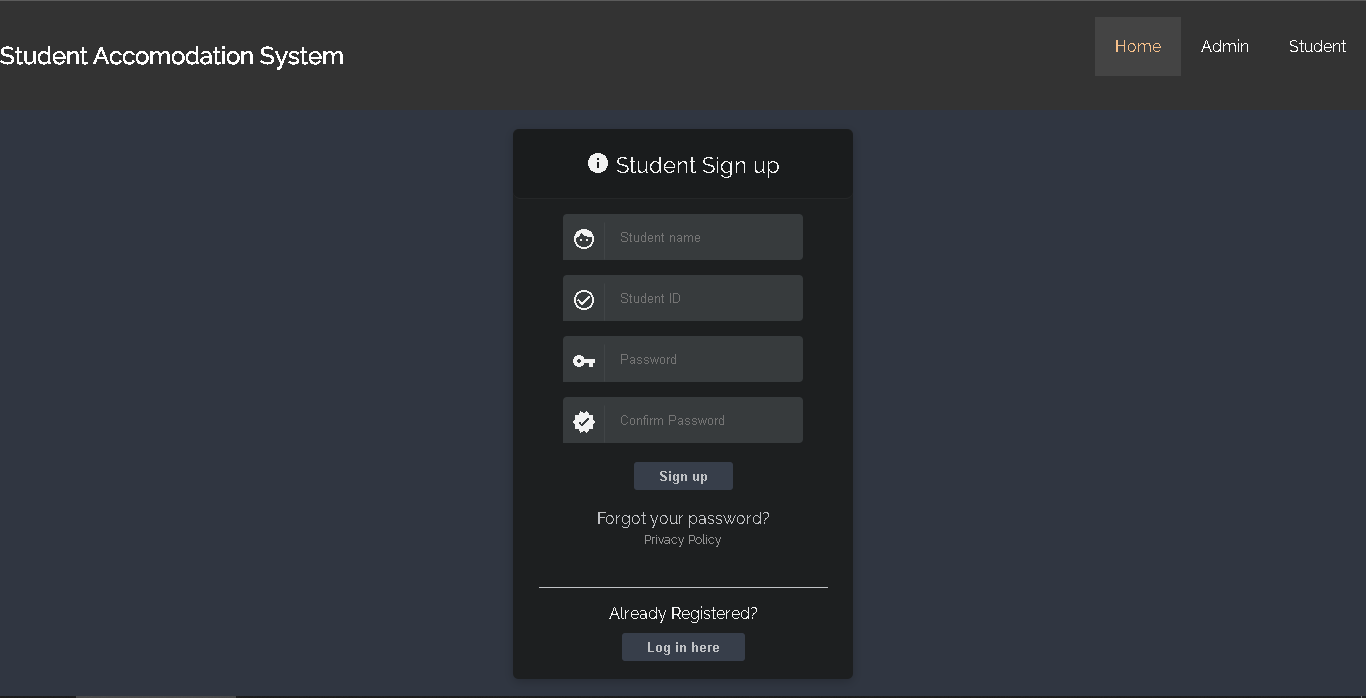 Student Accomodation System
Home Admin Student
Student Sign up
Student name
Student ID
Password
Confirm Password
Sign up
Forgot your password?
Privacy Policy
Already Registered?
Log in here